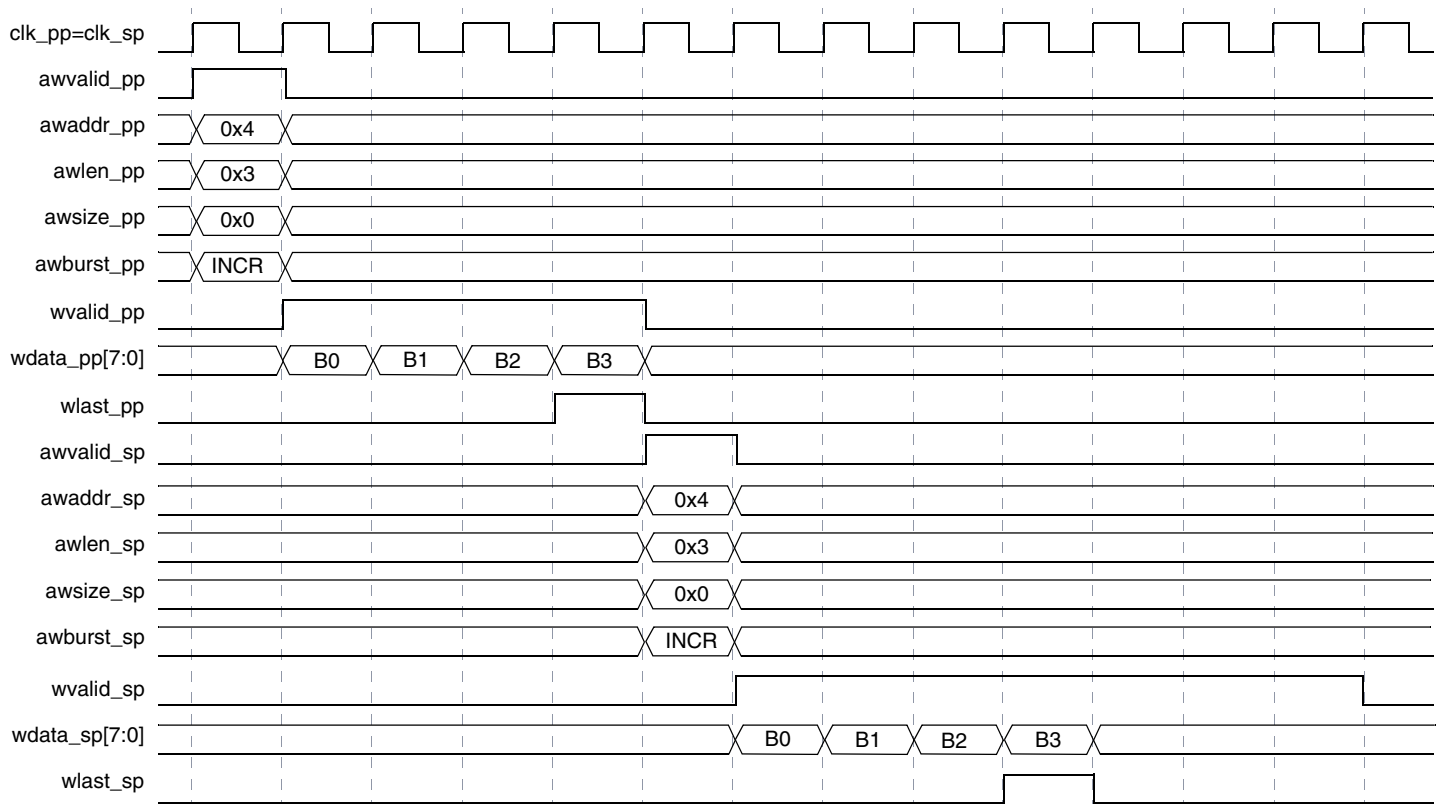 clk_pp=clk_sp
awvalid_pp
awaddr_pp 0x4
awlen_pp 0x3
awsize_pp 0x0
awburst_pp INCR
wvalid_pp
wdata_pp[7:0] B0 B1 B2 B3
wlast_pp
awvalid_sp
awaddr_sp 0x4
awlen_sp 0x3
awsize_sp 0x0
awburst_sp INCR
wvalid_sp
wdata_sp[7:0] B0 B1 B2 B3
wlast_sp